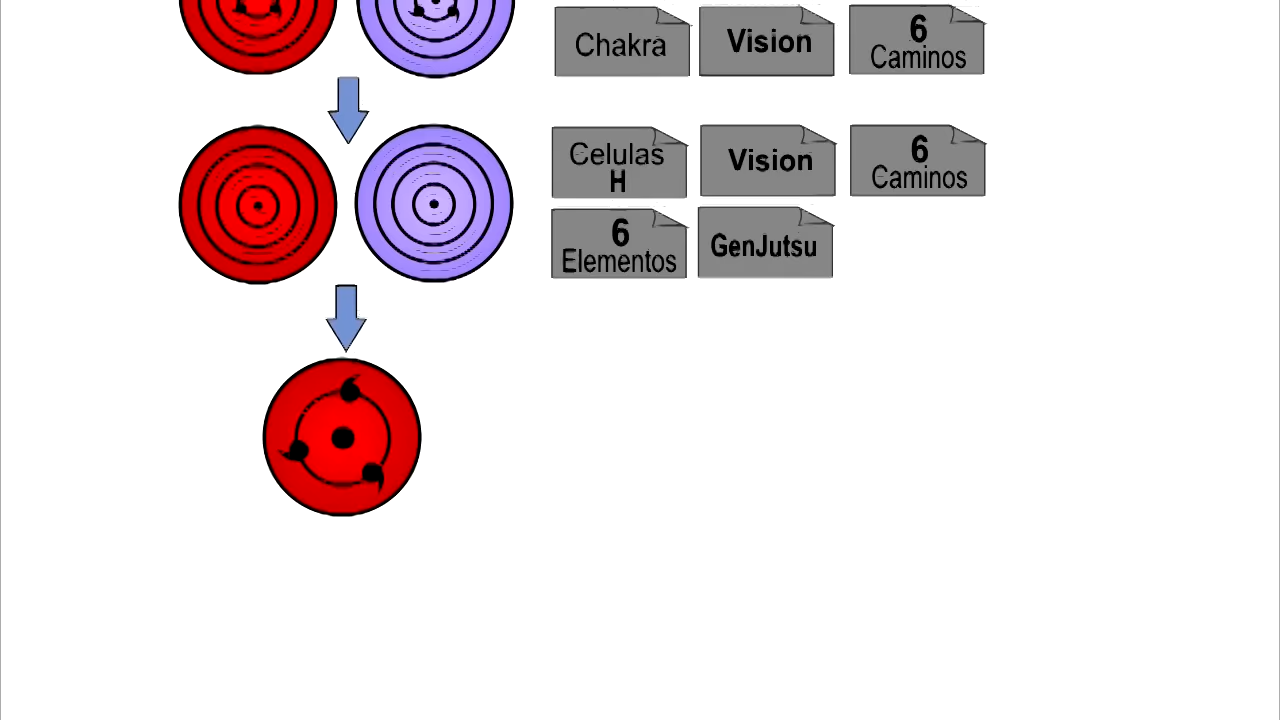 Chakra
Vision
6
Caminos
Celulas
H
Vision
6
Caminos
6
Elementos
GenJutsu